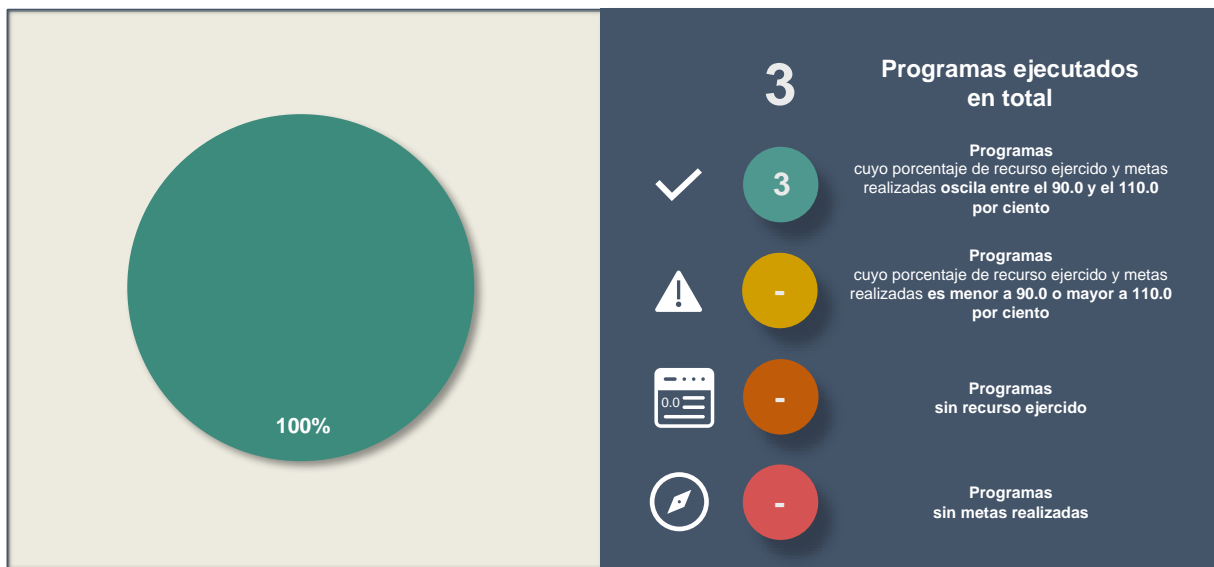 100%
3
Programas ejecutados
en total
3
Programas
cuyo porcentaje de recurso ejercido y metas
realizadas oscila entre el 90.0 y el 110.0
por ciento
-
Programas
cuyo porcentaje de recurso ejercido y metas
realizadas es menor a 90.0 o mayor a 110.0
por ciento
0.0
-
Programas
sin recurso ejercido
-
Programas
sin metas realizadas